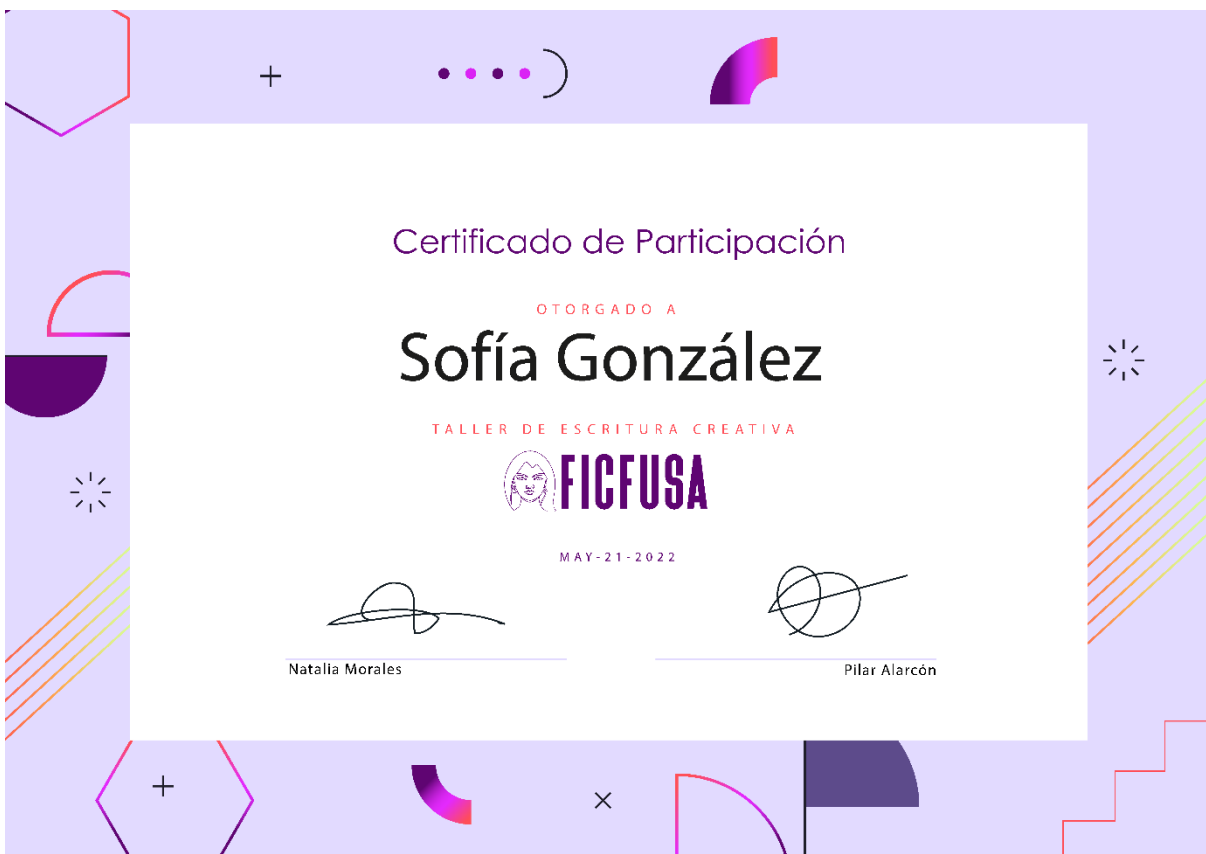 Certificado de Participación
OTORGADO A
Sofía González
TALLER DE ESCRITURA CREATIVA
FICFUSA
MAY-21-2022
Natalia Morales
Pilar Alarcón